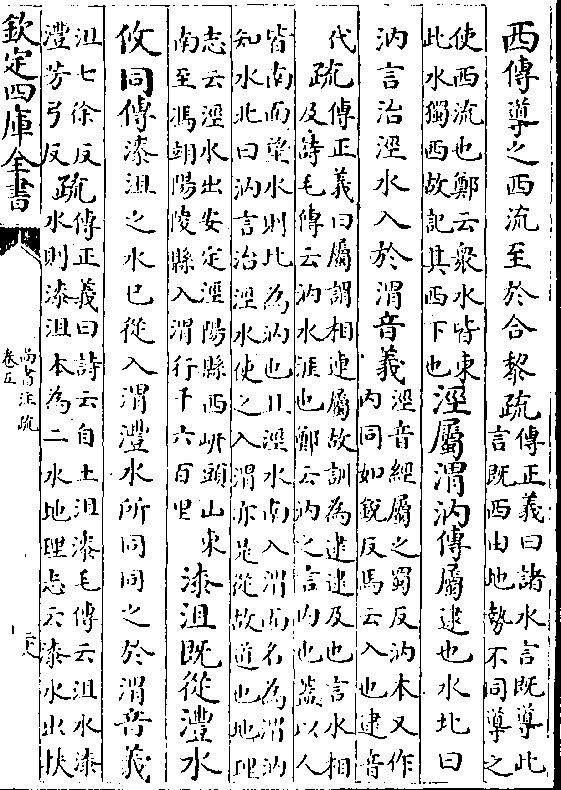 西傳導之西流至於合黎疏
傳正義曰諸水言既導此
言既西由地勢不同導之
使西流也鄭云衆水皆東
此水獨西故記其西下也
涇屬渭汭傳屬逮也水北曰
汭言治涇水入於渭音義
涇音經屬之蜀反汭本又作
内同如銳反馬云入也逮音
代
疏
傳正義曰屬謂相連屬故訓為逮逮及也言水相
及詩毛傳云汭水涯也鄭云汭之言内也蓋以人
皆南面望水則北為汭也且涇水南入渭而名為渭汭
知水北曰汭言治涇水使之入渭亦是從故道也地理
志云涇水出安定涇陽縣西岍頭山東
南至馮翊陽陵縣入渭行千六百里
漆沮既從灃水
攸同傳漆沮之水已從入渭灃水所同同之於渭音義
沮七徐反
灃芳弓反
疏
傳正義曰詩云自土沮漆毛傳云沮水漆
水則漆沮本為二水地理志云漆水出扶
欽定四庫全書
尚書注疏
卷五